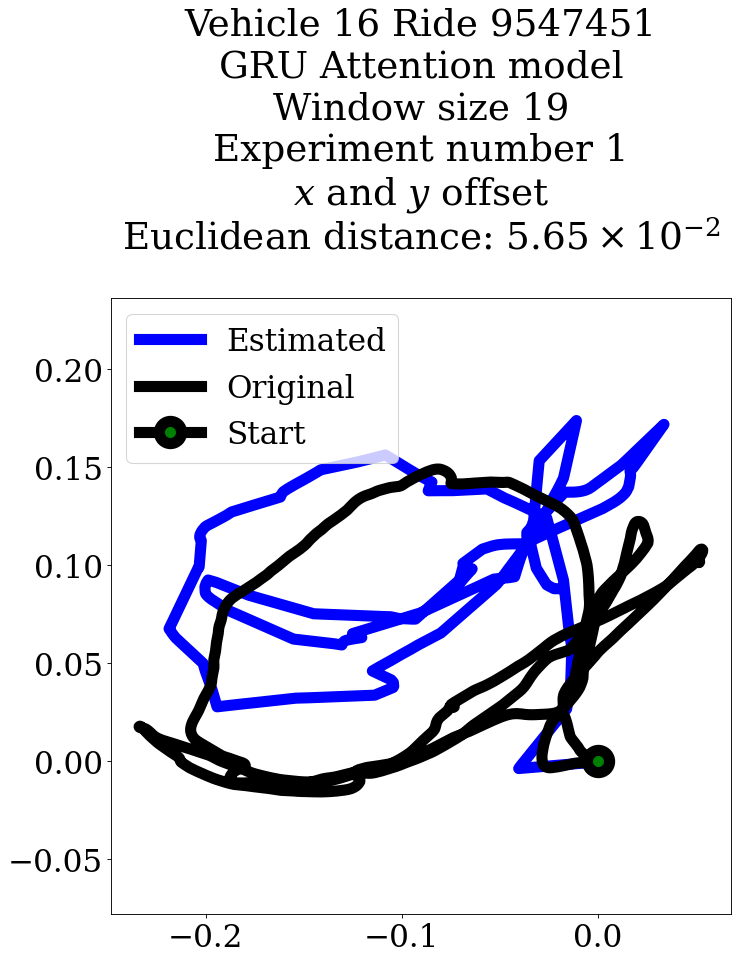 Vehicle 16 Ride 9547451
GRU Attention model
Window size 19
Experiment number 1
x and y offset
Euclidean distance: 5.65 × 10⁻²
Estimated
Original
Start
0.20
0.15
0.10
0.05
0.00
−0.05
−0.2
−0.1
0.0